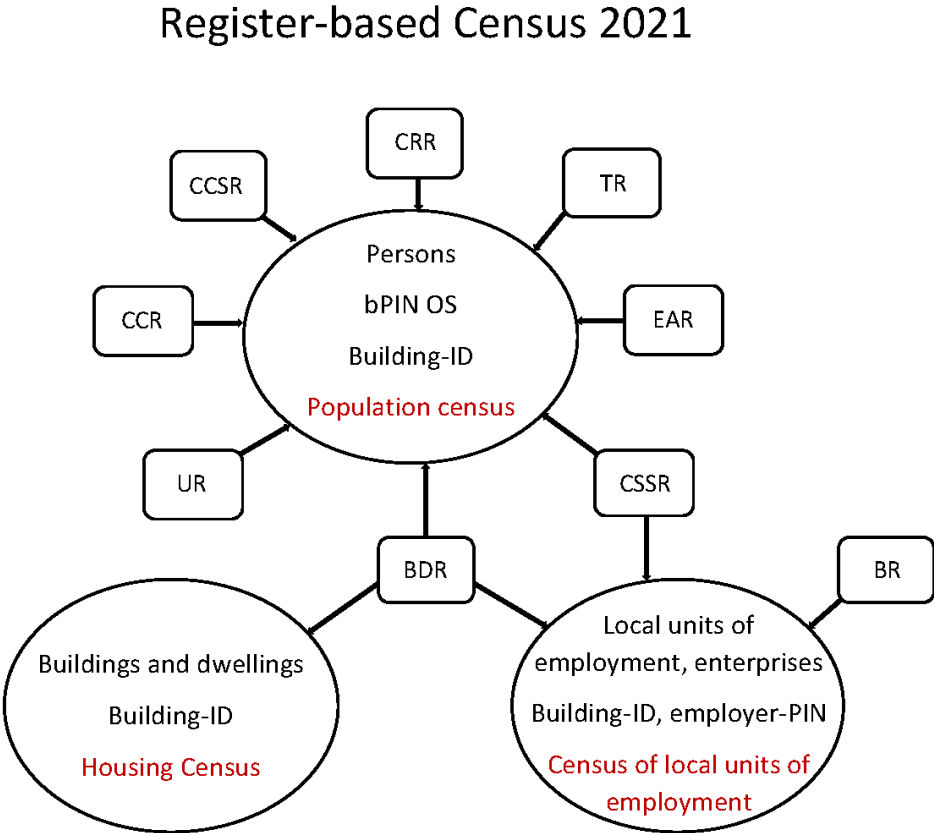 Register-based Census 2021
CRR
CCSR
TR
Persons
bPIN OS
CCR
EAR
Building-ID
Population census
UR
CSSR
BDR
BR
Local units of
employment, enterprises
Buildings and dwellings
Building-ID
Building-ID, employer-PIN
Housing Census
Census of local units of
employment